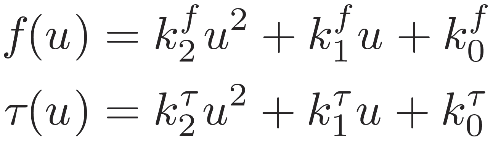 f(u) = k_2^f u^2 + k_1^f u + k_0^f
τ(u) = k_2^τ u^2 + k_1^τ u + k_0^τ